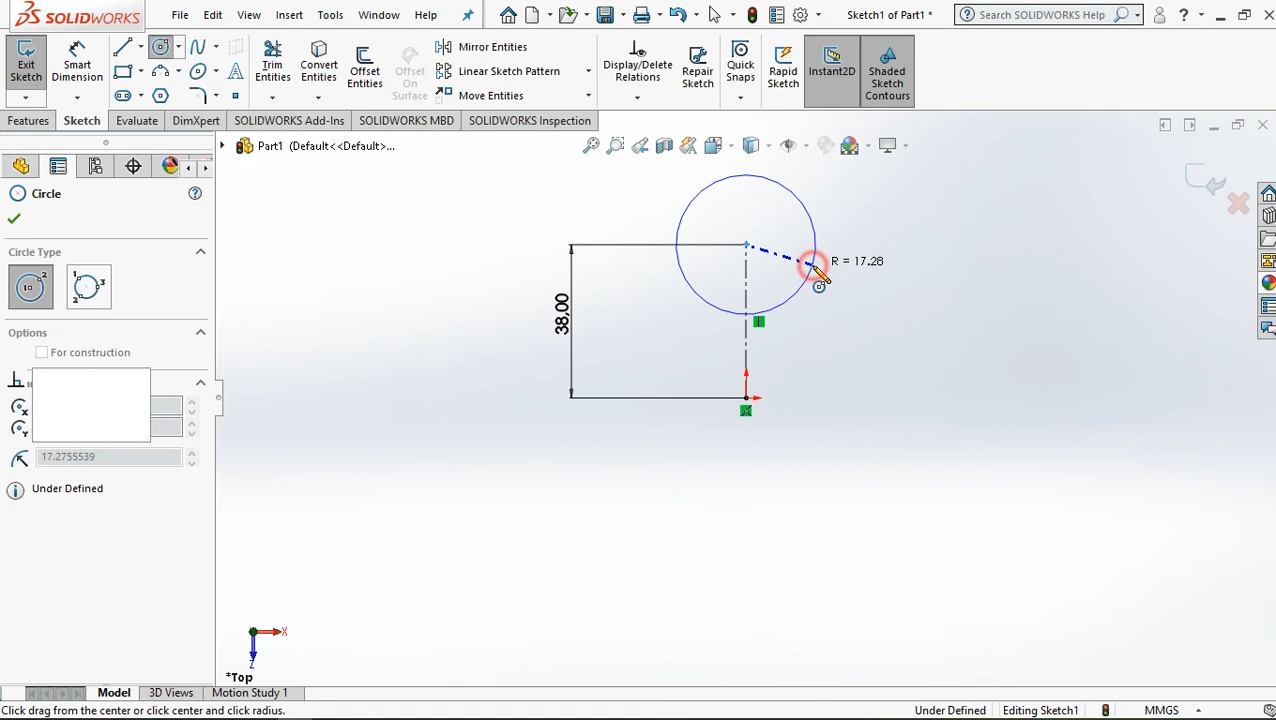 SOLIDWORKS File Edit View Insert Tools Window Help Sketch1 of Part1 * Search SOLIDWORKS Help ?
Exit Sketch
Smart Dimension
Trim Entities
Convert Entities
Offset Entities
Offset On Surface
Mirror Entities
Linear Sketch Pattern
Move Entities
Display/Delete Relations
Repair Sketch
Quick Snaps
Rapid Sketch
Instant2D
Shaded Sketch Contours
Features Sketch Evaluate DimXpert SOLIDWORKS Add-Ins SOLIDWORKS MBD SOLIDWORKS Inspection
Part1 (Default<<Default>...
Circle
Circle Type
Options
For construction
17.2755539
Under Defined
R = 17.28
38,00
X
Z
*Top
Model 3D Views Motion Study 1
Click drag from the center or click center and click radius. Under Defined Editing Sketch1 MMGS